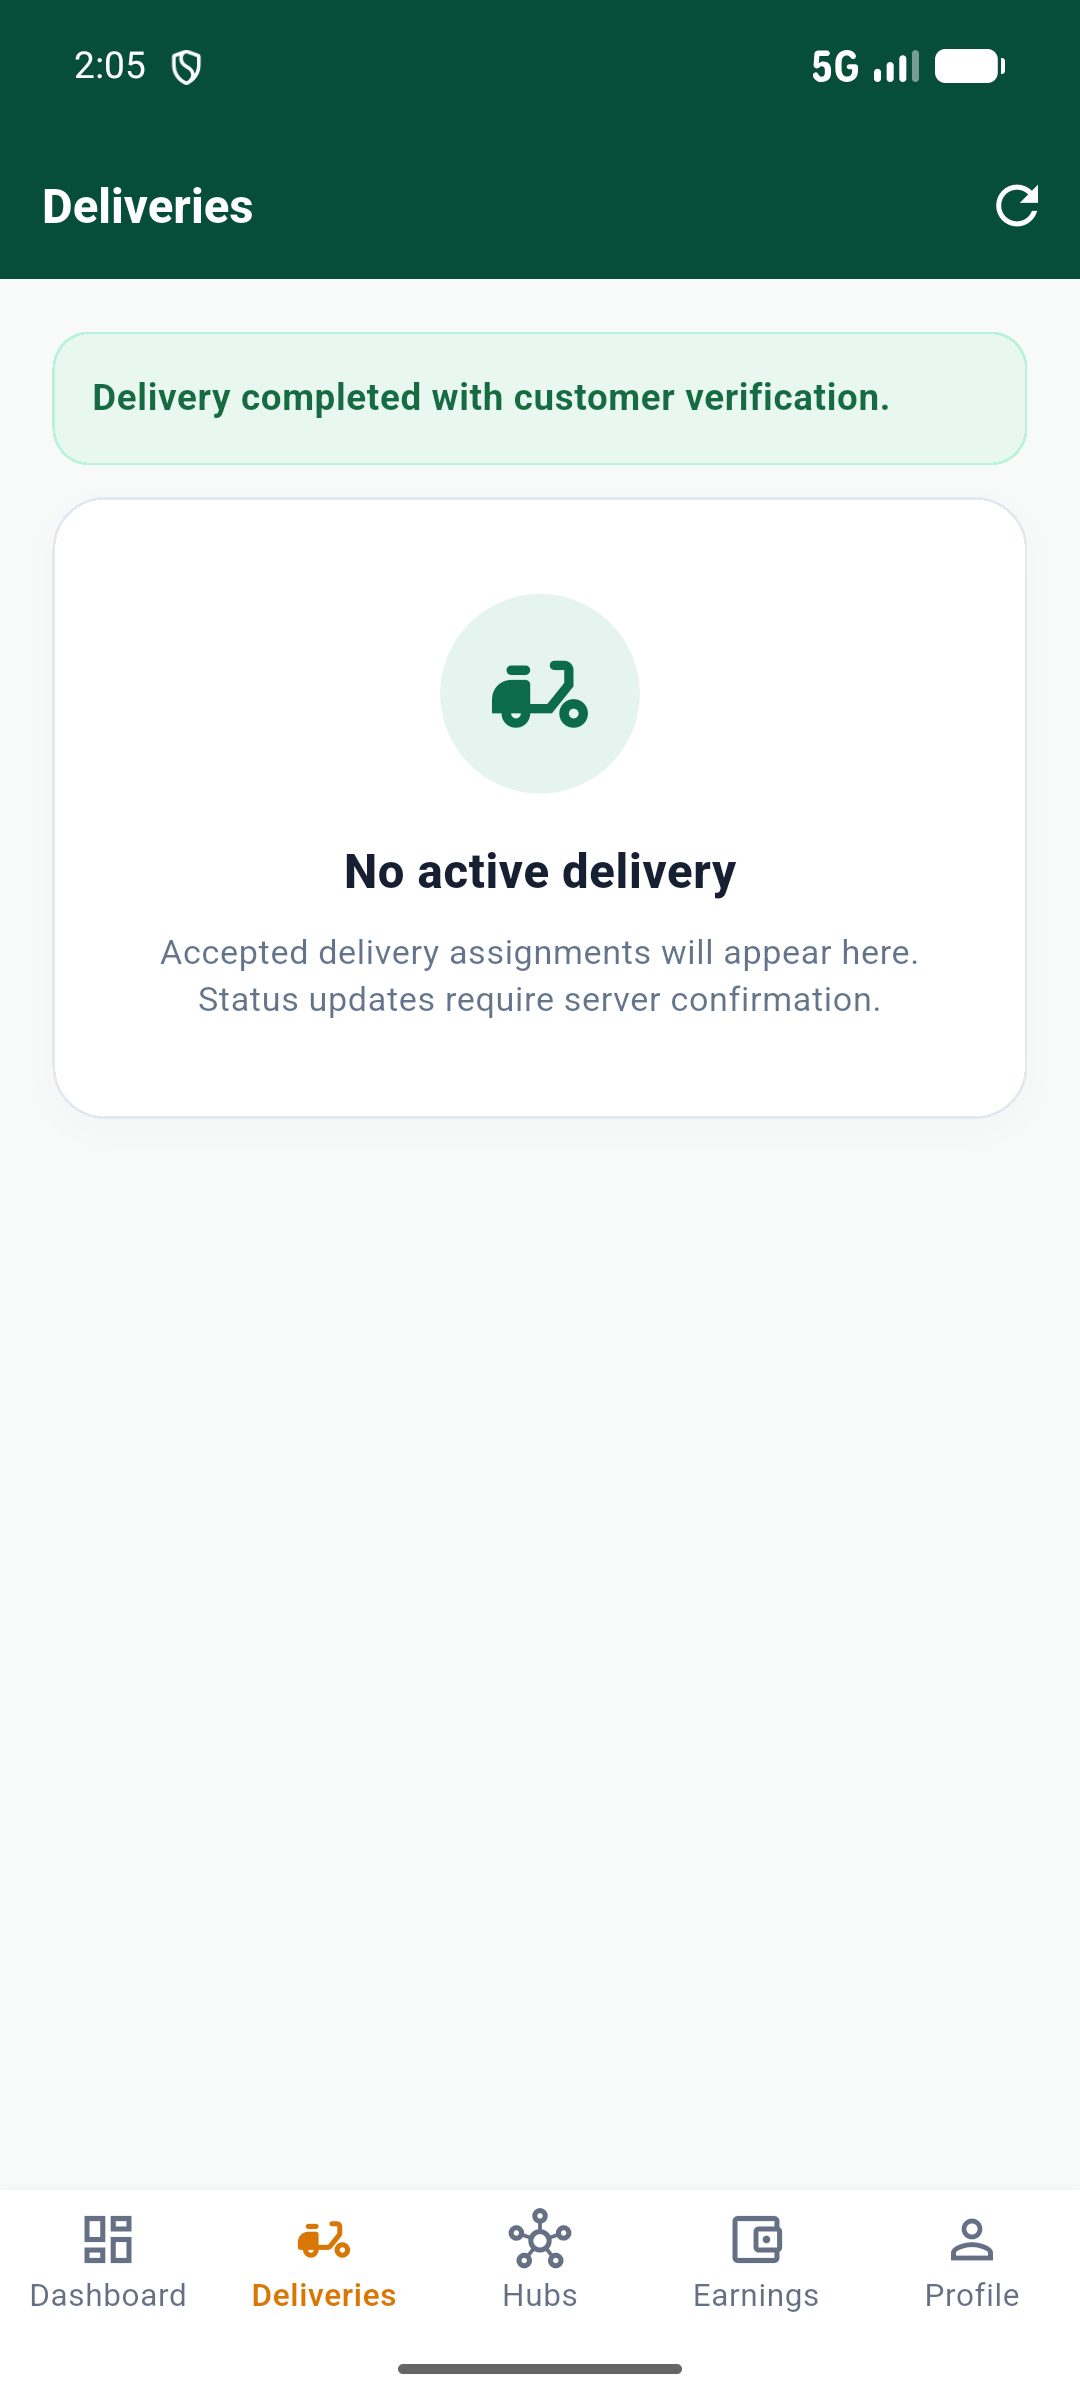 2:05
5G
Deliveries
Delivery completed with customer verification.
No active delivery
Accepted delivery assignments will appear here.
Status updates require server confirmation.
Dashboard
Deliveries
Hubs
Earnings
Profile